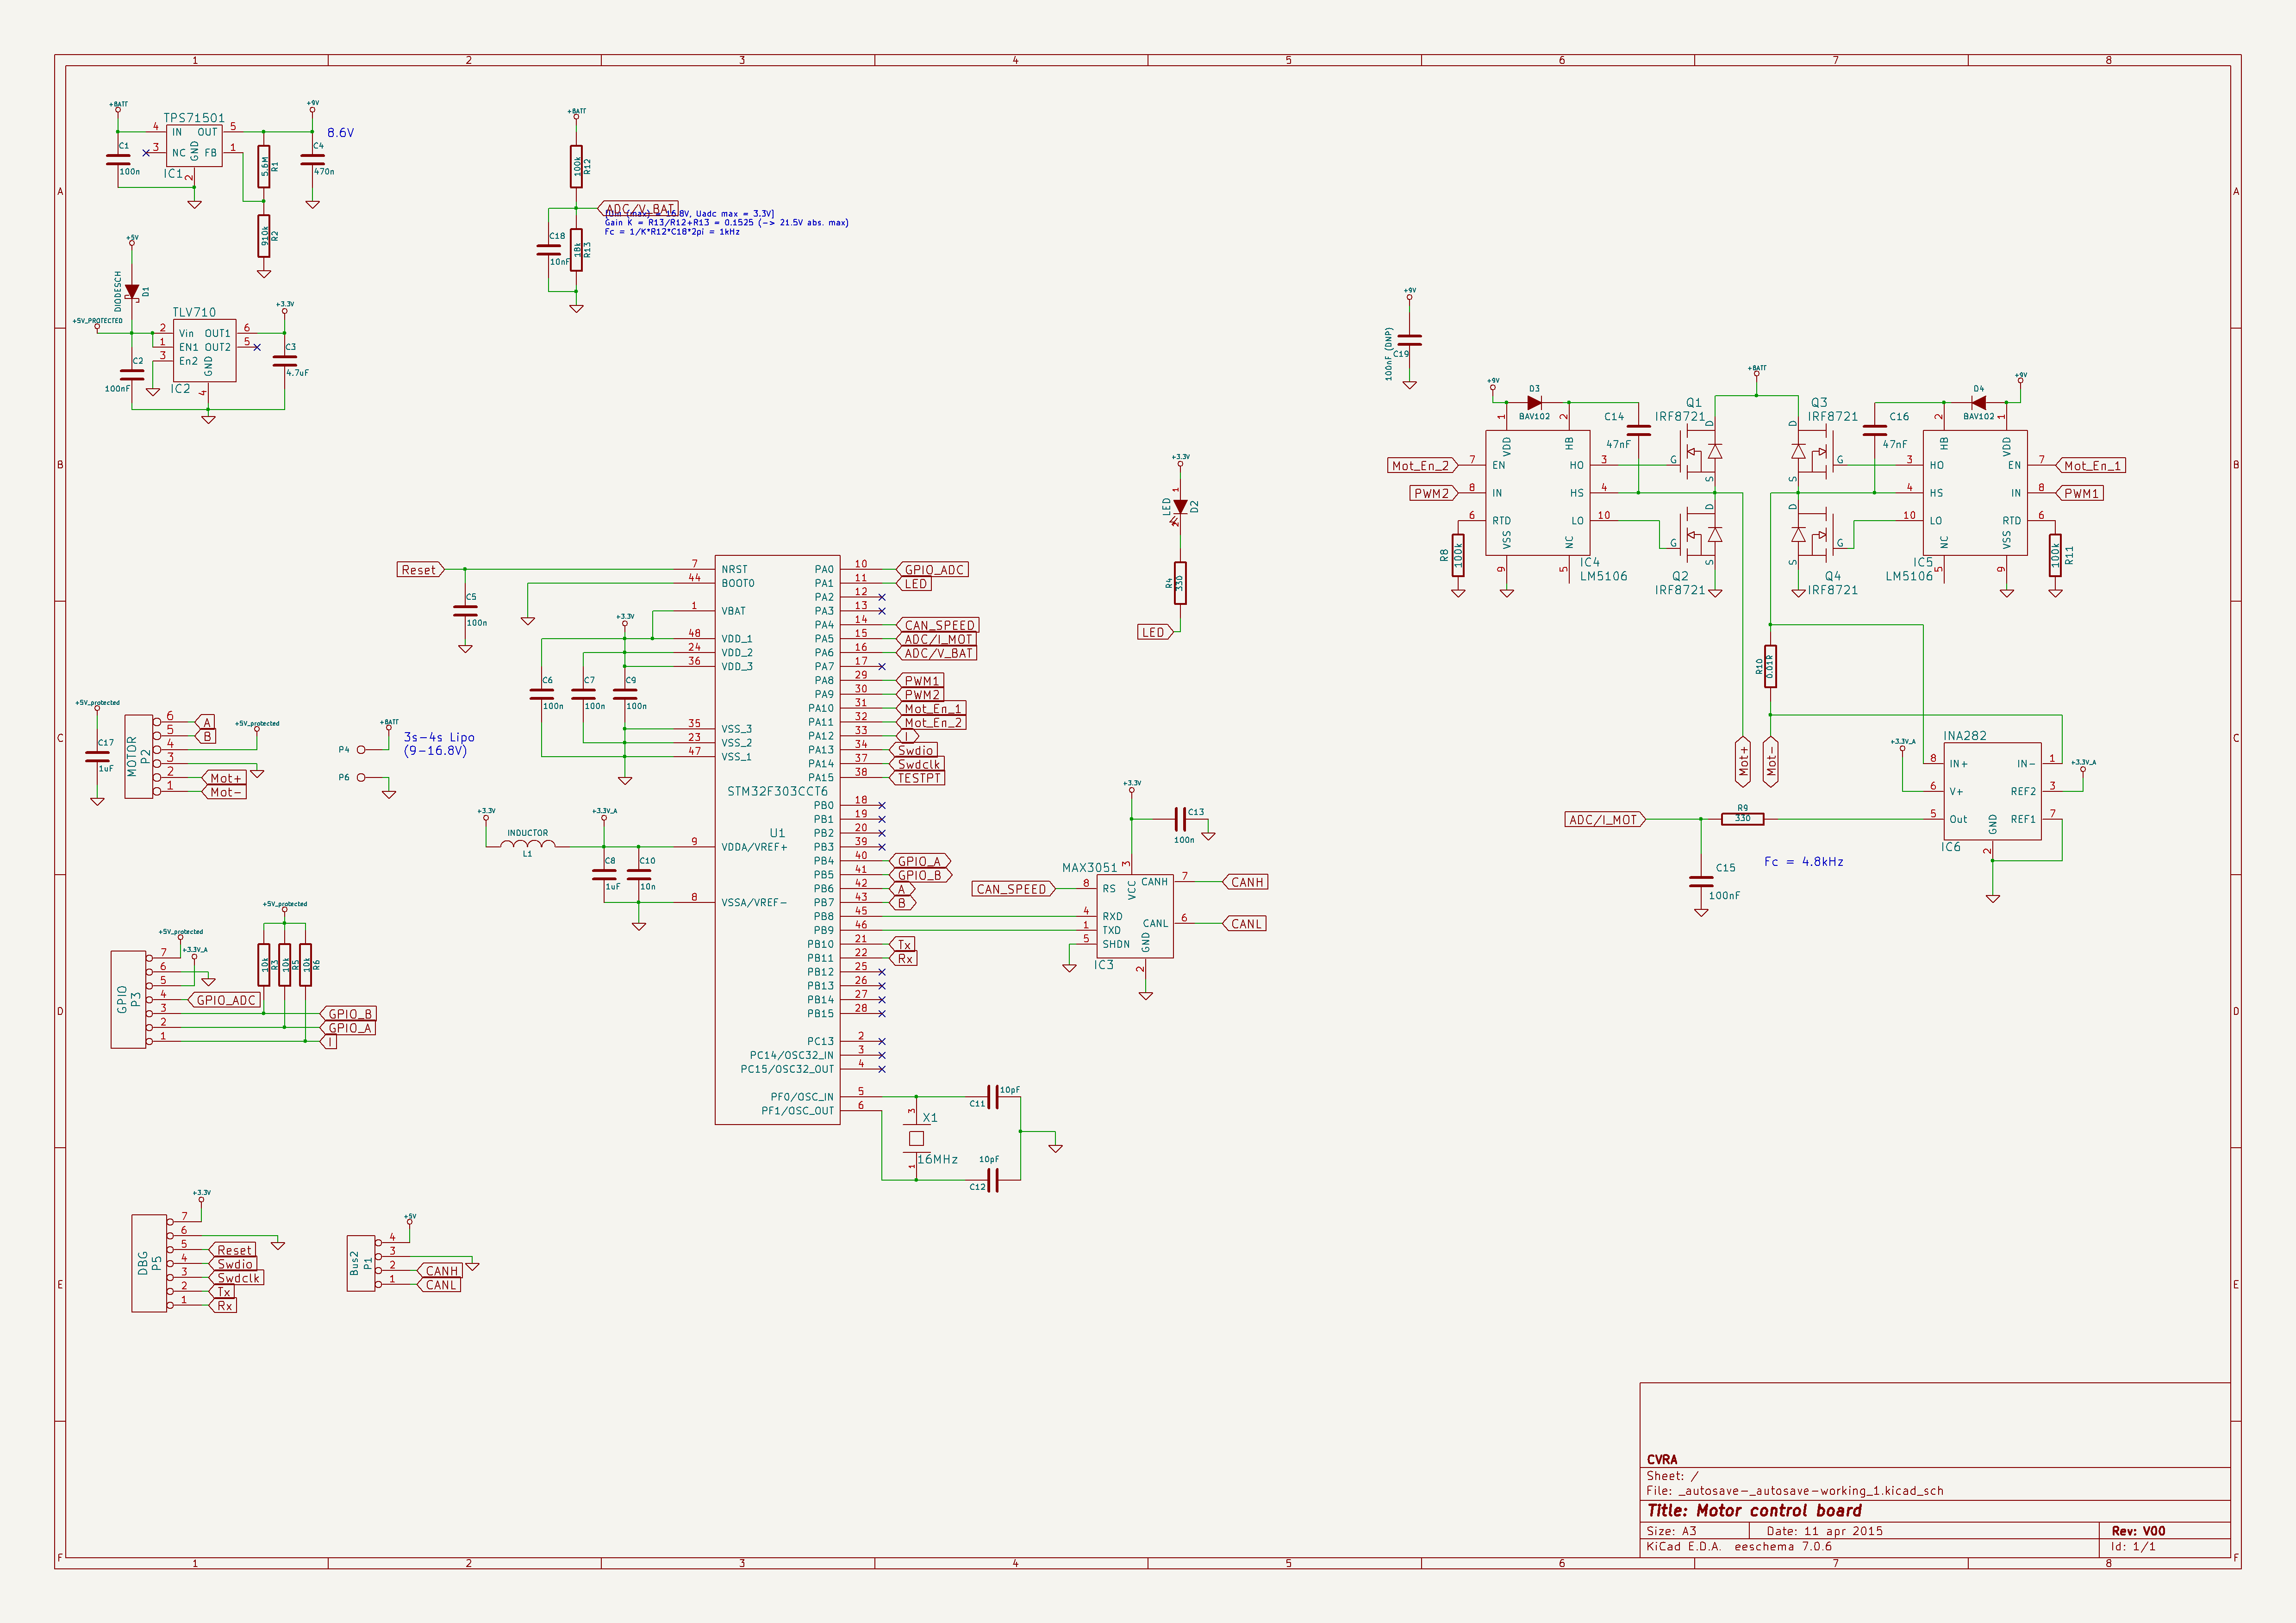 1 2 3 4 5 6 7 8
A A
B B
C C
D D
E E
F F
1 2 3 4 5 6 7 8
+BATT
TPS71501
4 IN OUT 5
3 NC FB 1
GND 2
IC1
C1
100n
5.6M R1
910k R2
+9V
C4
470n
8.6V
+5V
DIODESCH D1
+5V_PROTECTED
TLV710
2 Vin OUT1 6
1 EN1 OUT2 5
3 En2
GND 4
IC2
C2
100nF
+3.3V
C3
4.7uF
+BATT
100k R12
ADC/V_BAT
[Um (max) = 16.8V, Uadc max = 3.3V]
Gain K = R13/R12+R13 = 0.1525 (-> 21.5V abs. max)
Fc = 1/K*R12*C18*2pi = 1kHz
C18
10nF
18k R13
+9V
100nF (DNP)
C19
+9V
D3
BAV102
1 VDD
2 HB
Mot_En_2 7 EN
PWM2 8 IN
6 RTD
VSS 9
NC 5
HO 3
HS 4
LO 10
IC4
LM5106
R8 100k
C14
47nF
Q1
IRF8721
D
G
S
Q2
IRF8721
D
G
S
+BATT
Q3
IRF8721
D
G
S
Q4
IRF8721
D
G
S
C16
47nF
D4
BAV102
+9V
2 HB
1 VDD
3 HO
4 HS
10 LO
EN 7 Mot_En_1
IN 8 PWM1
RTD 6
NC 5
VSS 9
IC5
LM5106
100k R11
R10 0.01R
Mot+
Mot-
INA282
8 IN+ IN- 1
6 V+ REF2 3
5 Out REF1 7
GND 2
IC6
+3.3V_A
+3.3V_A
ADC/I_MOT
R9
330
C15
100nF
Fc = 4.8kHz
+3.3V
1
LED D2
2
R4 330
LED
Reset
C5
100n
+3.3V
C6
100n
C7
100n
C9
100n
7 NRST
44 BOOT0
1 VBAT
48 VDD_1
24 VDD_2
36 VDD_3
35 VSS_3
23 VSS_2
47 VSS_1
STM32F303CCT6
U1
9 VDDA/VREF+
8 VSSA/VREF-
PA0 10 GPIO_ADC
PA1 11 LED
PA2 12
PA3 13
PA4 14 CAN_SPEED
PA5 15 ADC/I_MOT
PA6 16 ADC/V_BAT
PA7 17
PA8 29 PWM1
PA9 30 PWM2
PA10 31 Mot_En_1
PA11 32 Mot_En_2
PA12 33 I
PA13 34 Swdio
PA14 37 Swdclk
PA15 38 TESTPT
PB0 18
PB1 19
PB2 20
PB3 39
PB4 40 GPIO_A
PB5 41 GPIO_B
PB6 42 A
PB7 43 B
PB8 45
PB9 46
PB10 21 Tx
PB11 22 Rx
PB12 25
PB13 26
PB14 27
PB15 28
PC13 2
PC14/OSC32_IN 3
PC15/OSC32_OUT 4
PF0/OSC_IN 5
PF1/OSC_OUT 6
3
X1
16MHz
1
C11
10pF
C12
10pF
+3.3V
INDUCTOR
L1
+3.3V_A
C8
1uF
C10
10n
+3.3V
C13
100n
MAX3051
CAN_SPEED 8 RS
4 RXD
1 TXD
5 SHDN
3 VCC
CANH 7 CANH
CANL 6 CANL
GND 2
IC3
+5V_protected
C17
1uF
MOTOR P2
6 A
5 B
4
3
2 Mot+
1 Mot-
+5V_protected
P4
+BATT
3s-4s Lipo
(9-16.8V)
P6
+5V_protected
+3.3V_A
+5V_protected
10k R3
10k R5
10k R6
GPIO P3
7
6
5
4 GPIO_ADC
3 GPIO_B
2 GPIO_A
1 I
+3.3V
DBG P5
7
6
5 Reset
4 Swdio
3 Swdclk
2 Tx
1 Rx
+5V
Bus2 P1
4
3
2 CANH
1 CANL
CVRA
Sheet: /
File: _autosave-_autosave-working_1.kicad_sch
Title: Motor control board
Size: A3 Date: 11 apr 2015 Rev: V00
KiCad E.D.A. eeschema 7.0.6 Id: 1/1